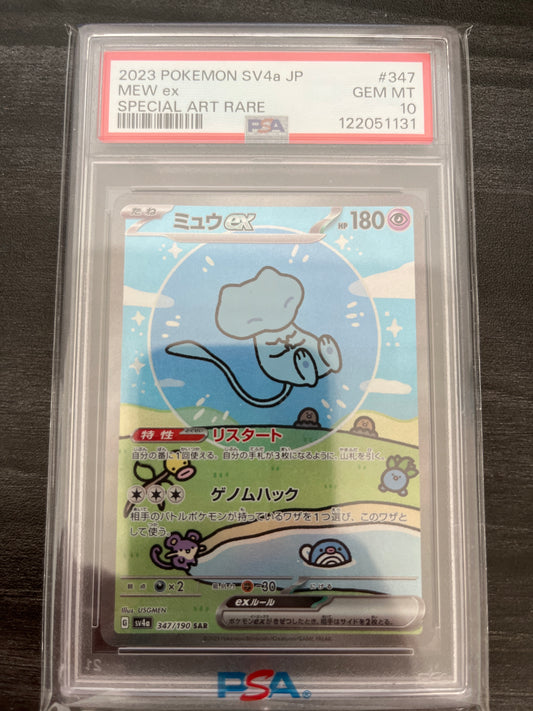 2023 POKEMON SV4a JP #347
MEW ex GEM MT
SPECIAL ART RARE 10
PSA 122051131
たね ミュウex HP 180
特性 リスタート
自分の番に1回使える。自分の手札が3枚になるように、山札を引く。
ゲノムハック
相手のバトルポケモンが持っているワザを1つ選び、このワザと
して使う。
×2 30
exルール
ポケモンexがきぜつしたとき、相手はサイドを2枚とる。
Illus. USGMEN
G SV4a 347/190 SAR
©2023 Pokémon/Nintendo/Creatures/GAME FREAK
PSA®